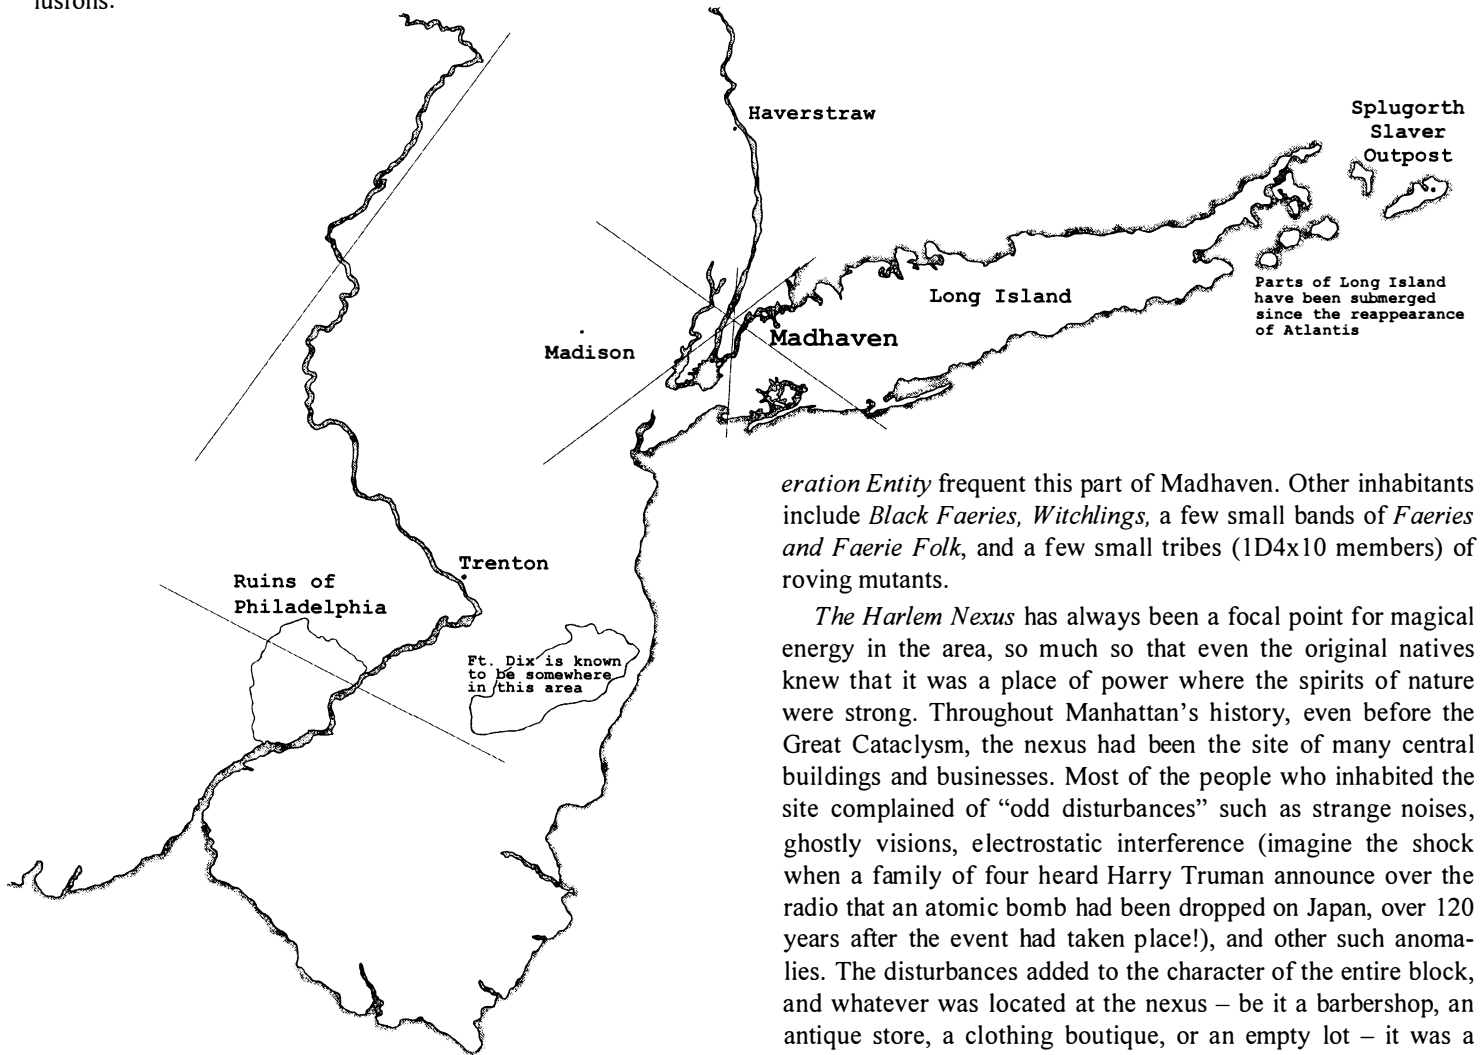 lusions.
Haverstraw
Splugorth
Slaver
Outpost
Parts of Long Island
have been submerged
since the reappearance
of Atlantis
Long Island
Madhaven
Madison
Trenton
Ruins of
Philadelphia
Ft. Dix is known
to be somewhere
in this area
eration Entity frequent this part of Madhaven. Other inhabitants
include Black Faeries, Witchlings, a few small bands of Faeries
and Faerie Folk, and a few small tribes (1D4x10 members) of
roving mutants.
The Harlem Nexus has always been a focal point for magical
energy in the area, so much so that even the original natives
knew that it was a place of power where the spirits of nature
were strong. Throughout Manhattan’s history, even before the
Great Cataclysm, the nexus had been the site of many central
buildings and businesses. Most of the people who inhabited the
site complained of “odd disturbances” such as strange noises,
ghostly visions, electrostatic interference (imagine the shock
when a family of four heard Harry Truman announce over the
radio that an atomic bomb had been dropped on Japan, over 120
years after the event had taken place!), and other such anoma-
lies. The disturbances added to the character of the entire block,
and whatever was located at the nexus – be it a barbershop, an
antique store, a clothing boutique, or an empty lot – it was a